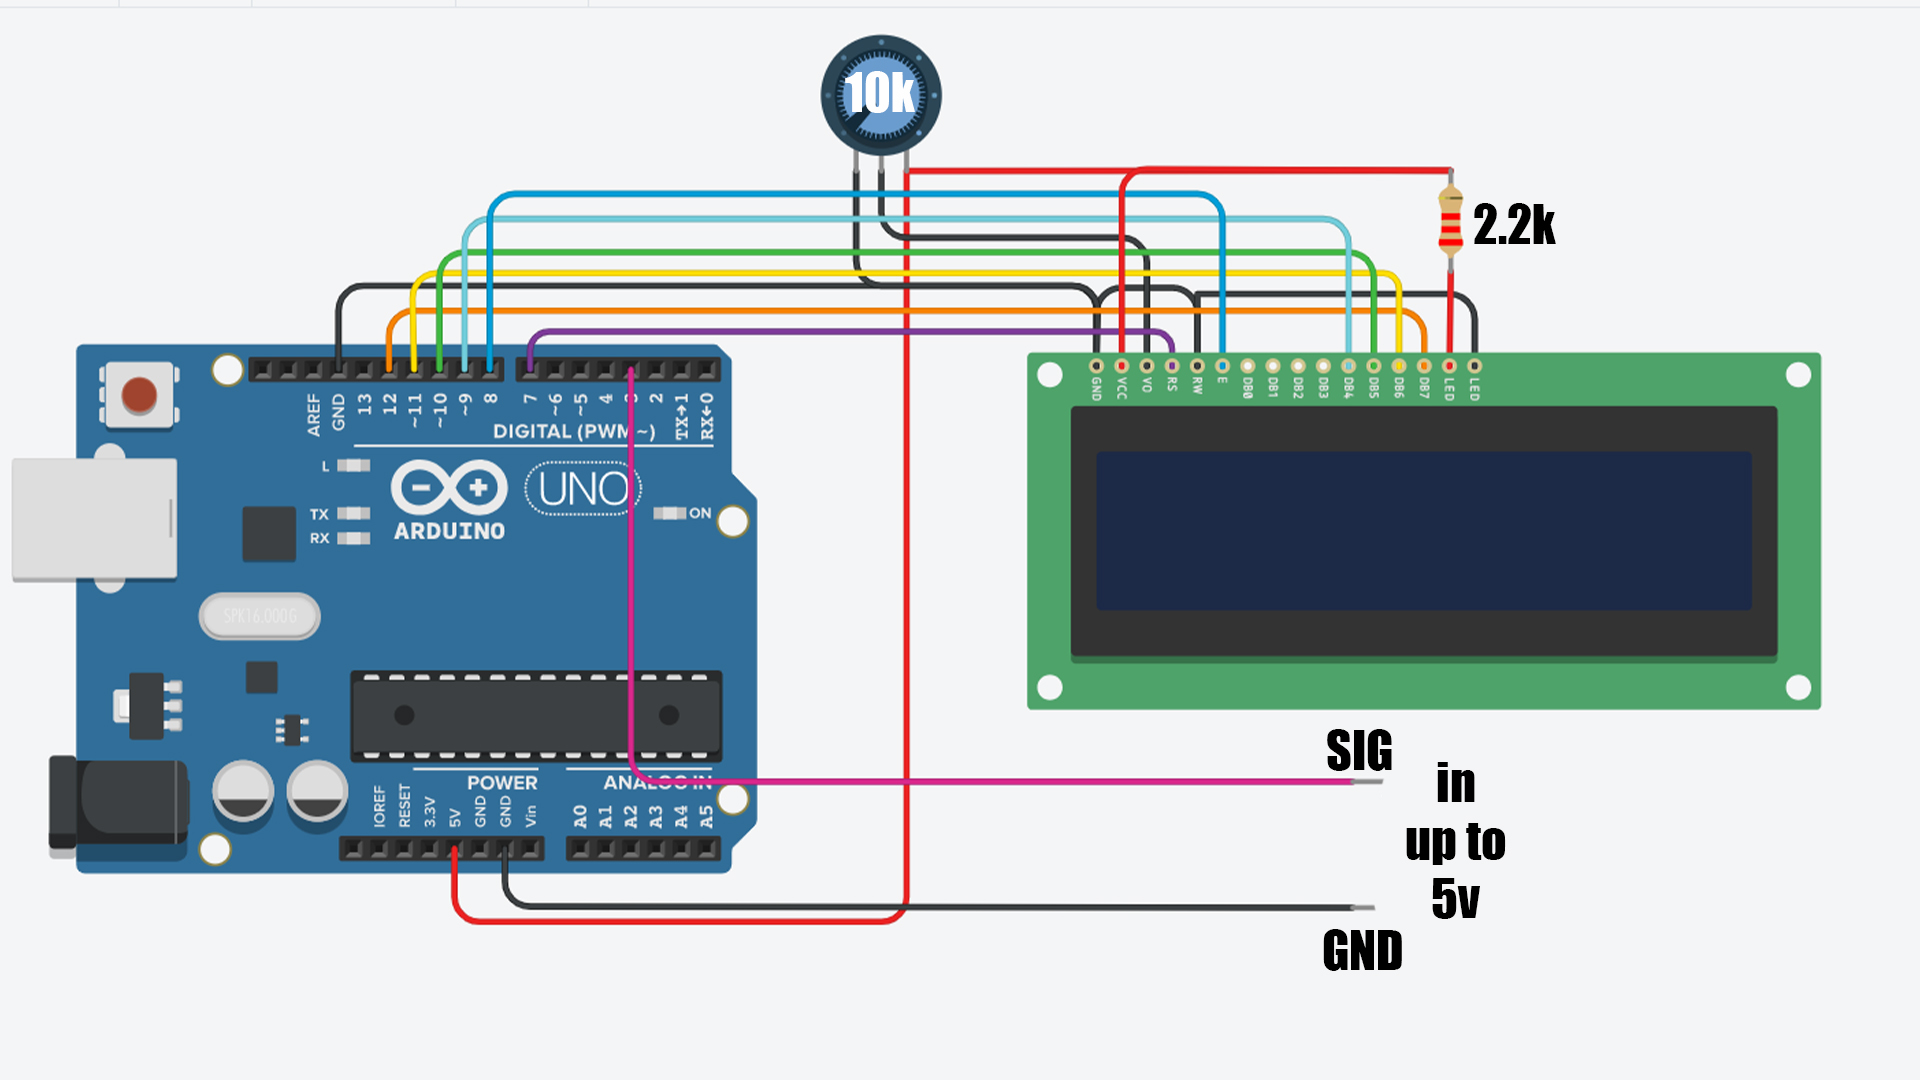 10k
2.2k
GND
VCC
VO
RS
RW
E
DB0
DB1
DB2
DB3
DB4
DB5
DB6
DB7
LED
LED
AREF
GND
13
12
~11
~10
~9
8
7
~6
~5
4
3
2
TX→1
RX←0
DIGITAL (PWM ~)
L
TX
RX
ARDUINO
UNO
ON
SPK16.000G
POWER
ANALOG IN
IOREF
RESET
3.3V
5V
GND
GND
Vin
A0
A1
A2
A3
A4
A5
SIG
in
up to
5v
GND